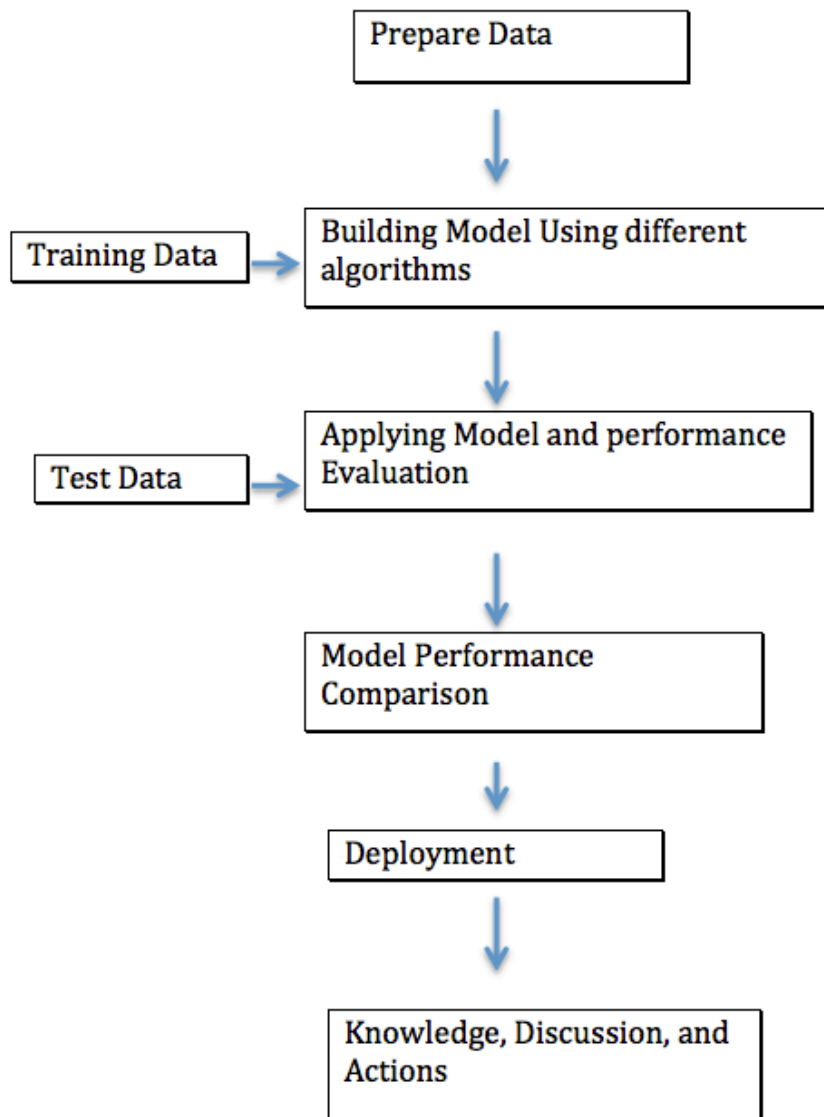 Prepare Data
Building Model Using different
algorithms
Training Data
Applying Model and performance
Evaluation
Test Data
Model Performance
Comparison
Deployment
Knowledge, Discussion, and
Actions